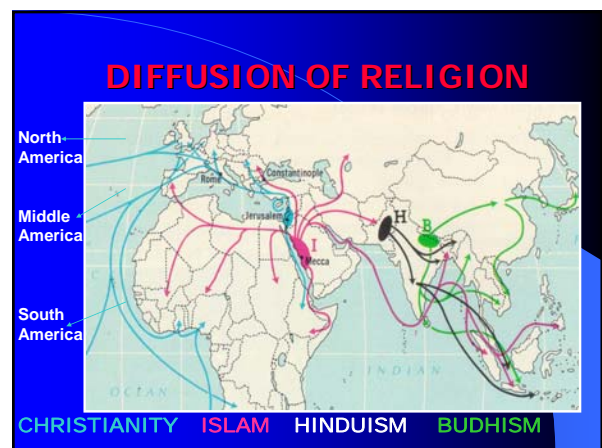 DIFFUSION OF RELIGION
North
America
Middle
America
South
America
Rome
Constantinople
Jerusalem
Mecca
I
H
B
INDIAN
OCEAN
CHRISTIANITY ISLAM HINDUISM BUDHISM